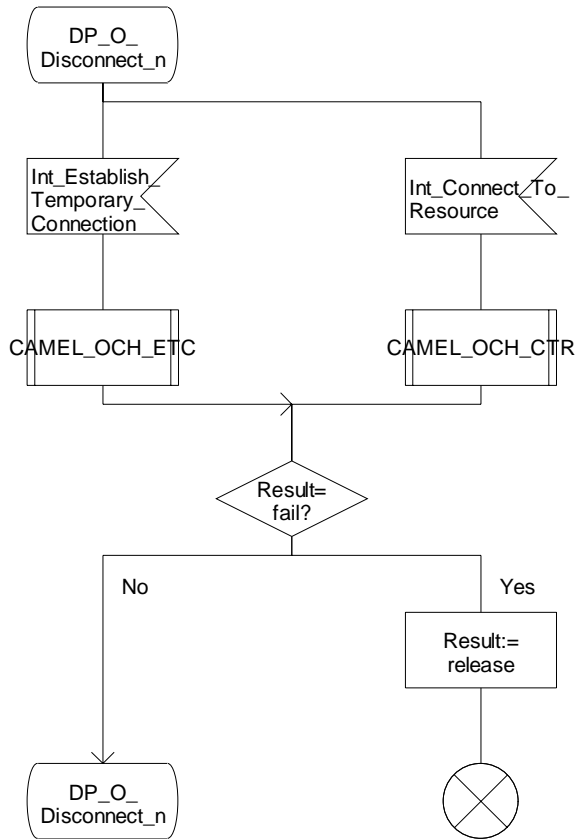 DP_O_
Disconnect_n
Int_Establish_
Temporary_
Connection
Int_Connect_To_
Resource
CAMEL_OCH_ETC
CAMEL_OCH_CTR
Result=
fail?
No
Yes
Result:=
release
DP_O_
Disconnect_n